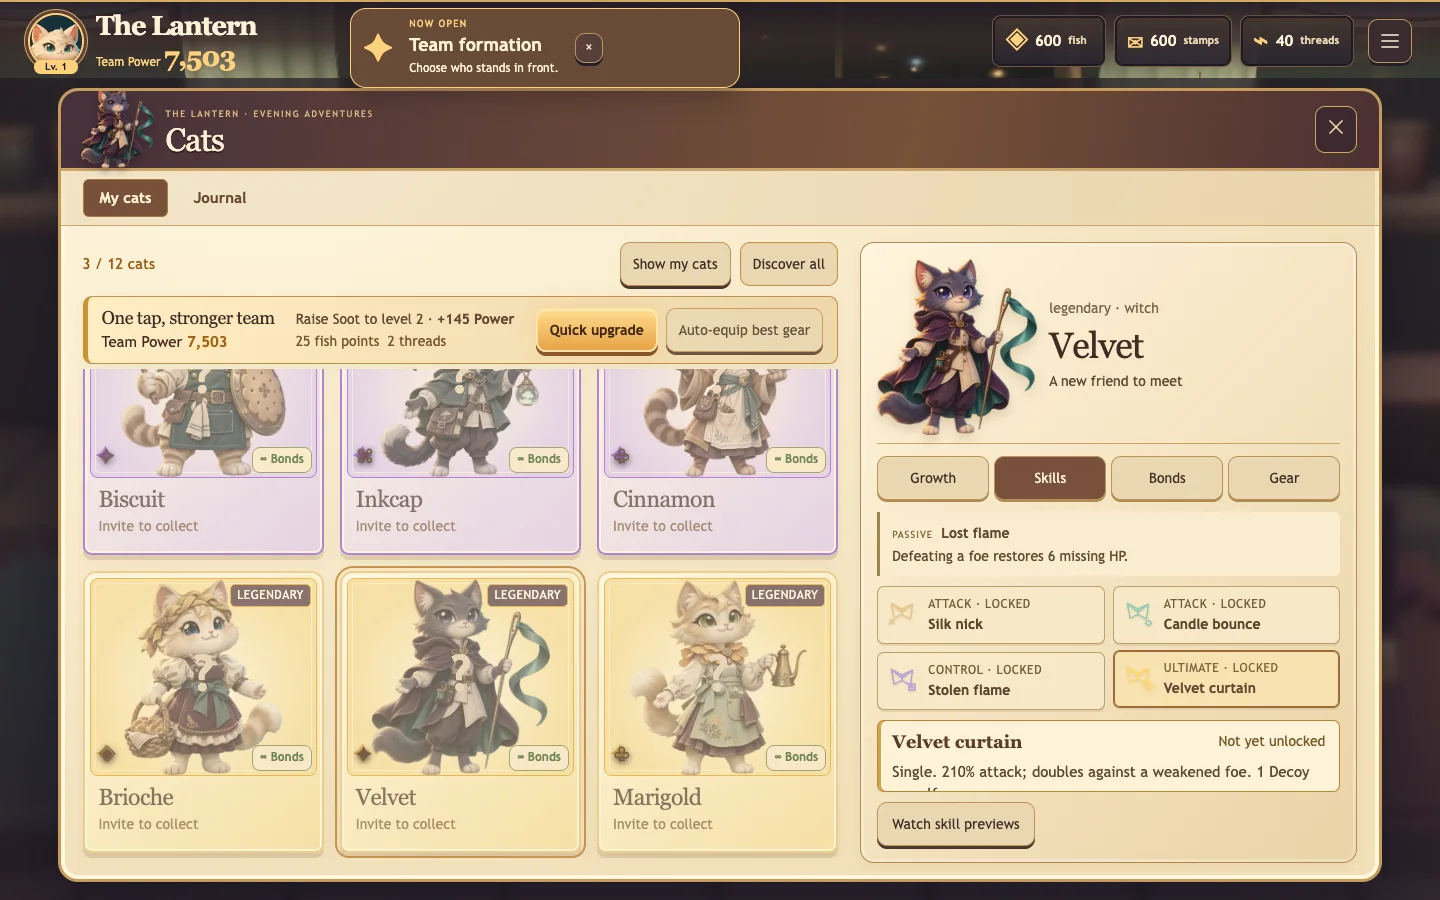 The Lantern
Lv. 1
Team Power 7,503
NOW OPEN
Team formation
Choose who stands in front.
×
600 fish
600 stamps
40 threads
THE LANTERN · EVENING ADVENTURES
Cats
My cats
Journal
3 / 12 cats
Show my cats
Discover all
One tap, stronger team
Team Power 7,503
Raise Soot to level 2 · +145 Power
25 fish points 2 threads
Quick upgrade
Auto-equip best gear
∞ Bonds
Biscuit
Invite to collect
∞ Bonds
Inkcap
Invite to collect
∞ Bonds
Cinnamon
Invite to collect
LEGENDARY
?
∞ Bonds
Brioche
Invite to collect
LEGENDARY
?
∞ Bonds
Velvet
Invite to collect
LEGENDARY
?
∞ Bonds
Marigold
Invite to collect
legendary · witch
Velvet
A new friend to meet
Growth
Skills
Bonds
Gear
PASSIVE Lost flame
Defeating a foe restores 6 missing HP.
ATTACK · LOCKED
Silk nick
ATTACK · LOCKED
Candle bounce
CONTROL · LOCKED
Stolen flame
ULTIMATE · LOCKED
Velvet curtain
Velvet curtain
Not yet unlocked
Single. 210% attack; doubles against a weakened foe. 1 Decoy
Watch skill previews